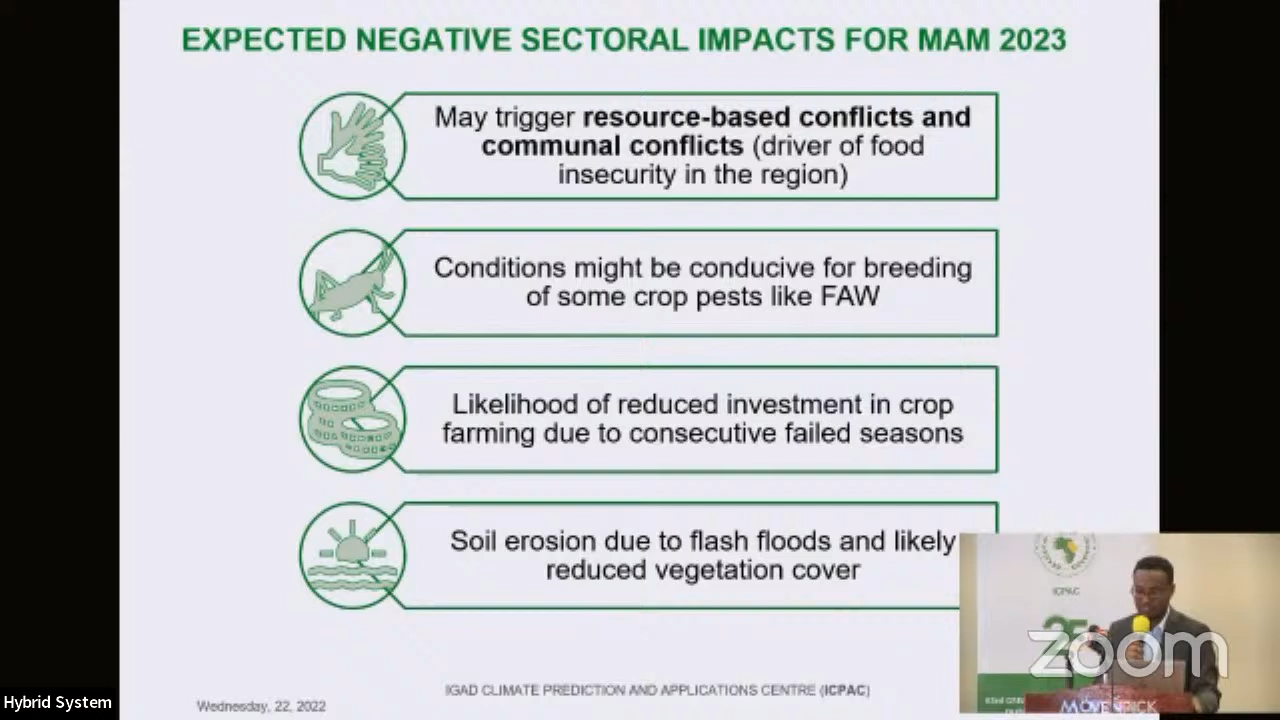 EXPECTED NEGATIVE SECTORAL IMPACTS FOR MAM 2023
May trigger resource-based conflicts and
communal conflicts (driver of food
insecurity in the region)
Conditions might be conducive for breeding
of some crop pests like FAW
Likelihood of reduced investment in crop
farming due to consecutive failed seasons
Soil erosion due to flash floods and likely
reduced vegetation cover
IGAD CLIMATE PREDICTION AND APPLICATIONS CENTRE (ICPAC)
Wednesday, 22, 2022
Hybrid System
ICPAC
25
zoom
MÖVENPICK